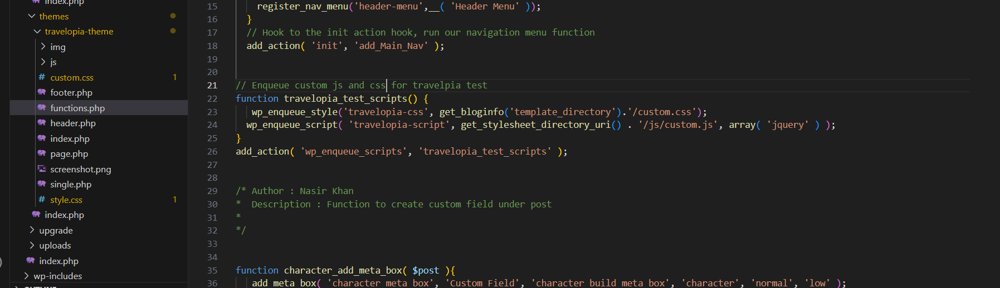 index.php
themes
travelopia-theme
img
js
custom.css 1
footer.php
functions.php
header.php
index.php
page.php
screenshot.png
single.php
style.css 1
index.php
upgrade
uploads
index.php
wp-includes
15 register_nav_menu('header-menu',__( 'Header Menu' ));
16 }
17 // Hook to the init action hook, run our navigation menu function
18 add_action( 'init', 'add_Main_Nav' );
19
20
21 // Enqueue custom js and css for travelpia test
22 function travelopia_test_scripts() {
23 wp_enqueue_style('travelopia-css', get_bloginfo('template_directory').'/custom.css');
24 wp_enqueue_script( 'travelopia-script', get_stylesheet_directory_uri() . '/js/custom.js', array( 'jquery' ) );
25 }
26 add_action( 'wp_enqueue_scripts', 'travelopia_test_scripts' );
27
28
29 /* Author : Nasir Khan
30 * Description : Function to create custom field under post
31 *
32 */
33
34
35 function character_add_meta_box( $post ){
36 add_meta_box( 'character_meta_box', 'Custom Field', 'character_build_meta_box', 'character', 'normal', 'low' );